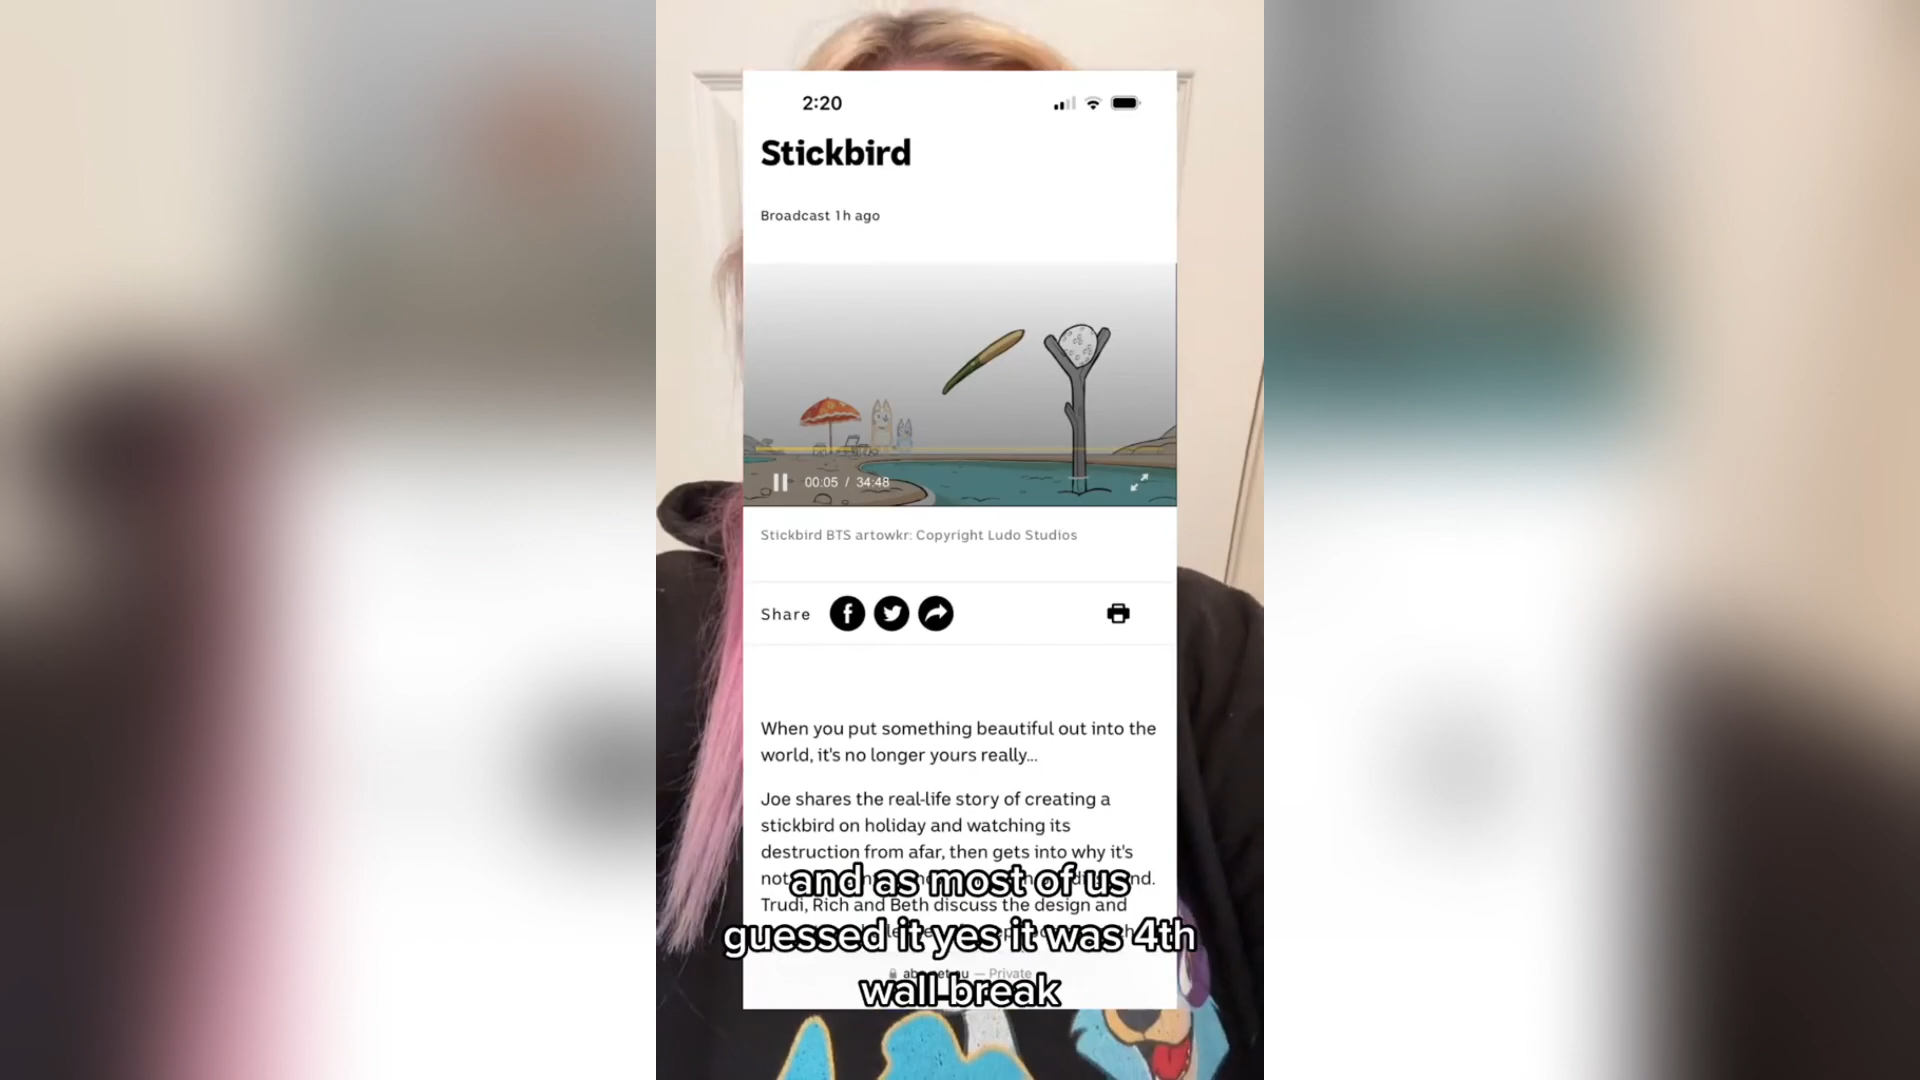 2:20
Stickbird
Broadcast 1h ago
00:05 / 34:48
Stickbird BTS artowkr: Copyright Ludo Studios
Share
When you put something beautiful out into the
world, it's no longer yours really...
Joe shares the real-life story of creating a
stickbird on holiday and watching its
destruction from afar, then gets into why it's
and as most of us
Trudi, Rich and Beth discuss the design and
guessed it yes it was 4th
— Private
wall break